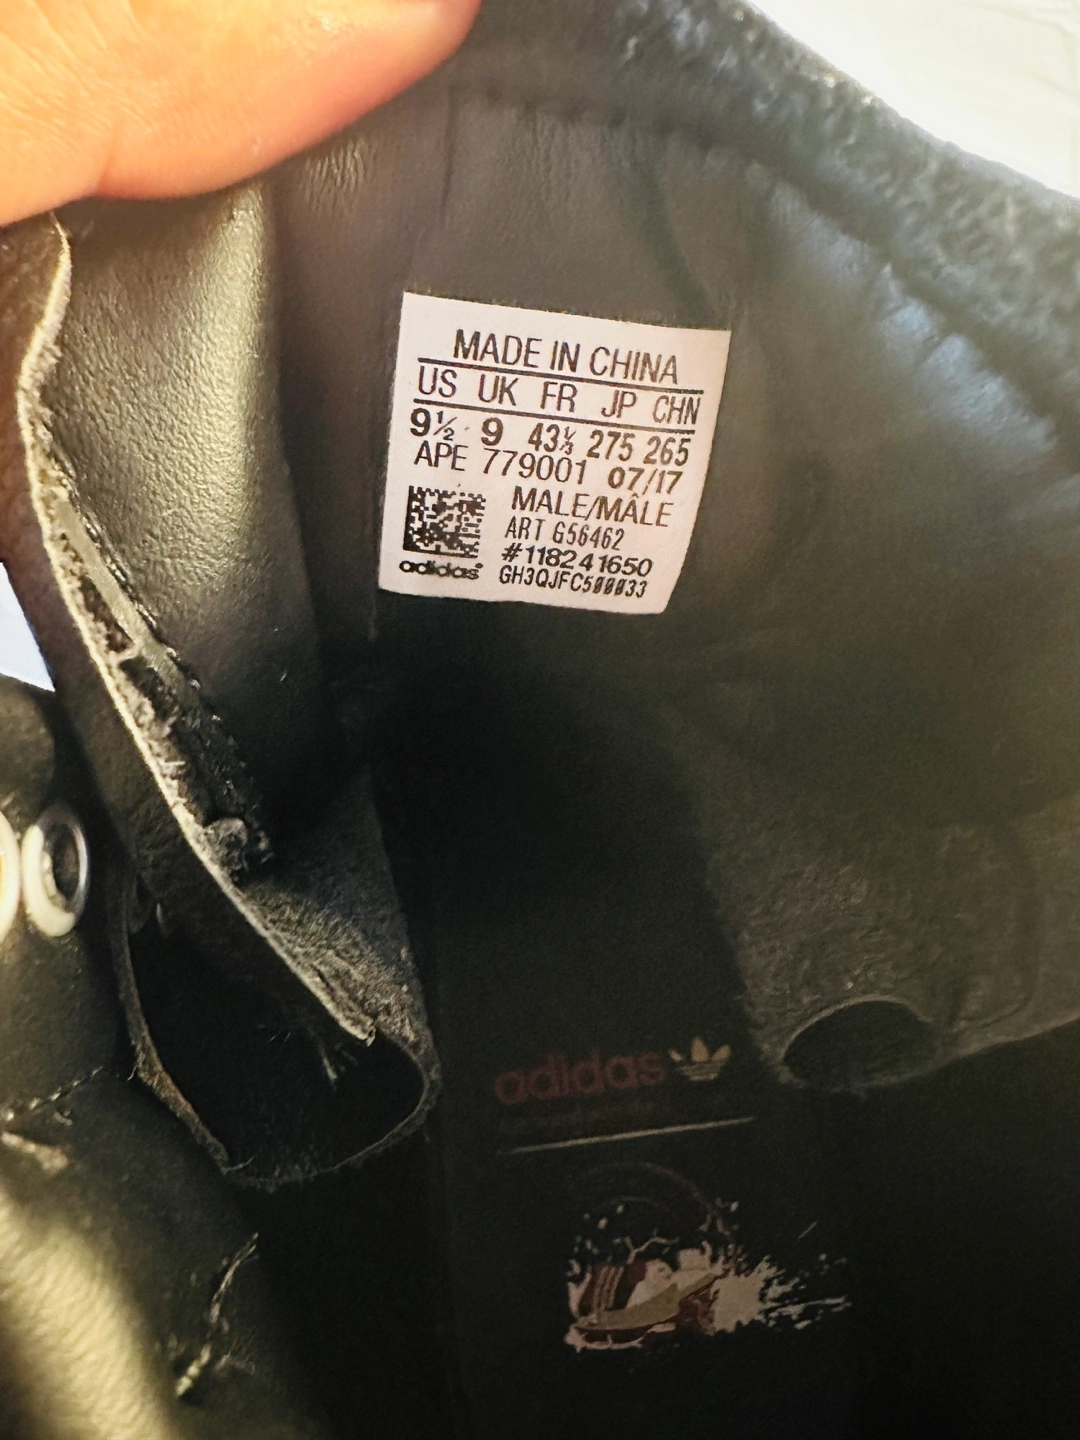 MADE IN CHINA
US UK FR JP CHN
9½ 9 43⅓ 275 265
APE 779001 07/17
MALE/MÂLE
ART G56462
#118241650
adidas®
GH3QJFC500033
adidas